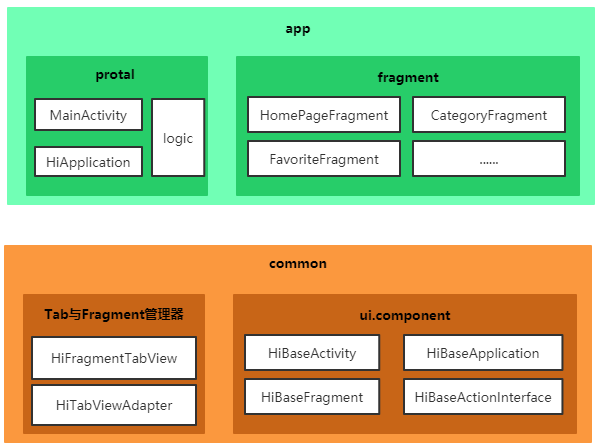 app
protal
MainActivity
HiApplication
logic
fragment
HomePageFragment
CategoryFragment
FavoriteFragment
......
common
Tab与Fragment管理器
HiFragmentTabView
HiTabViewAdapter
ui.component
HiBaseActivity
HiBaseApplication
HiBaseFragment
HiBaseActionInterface